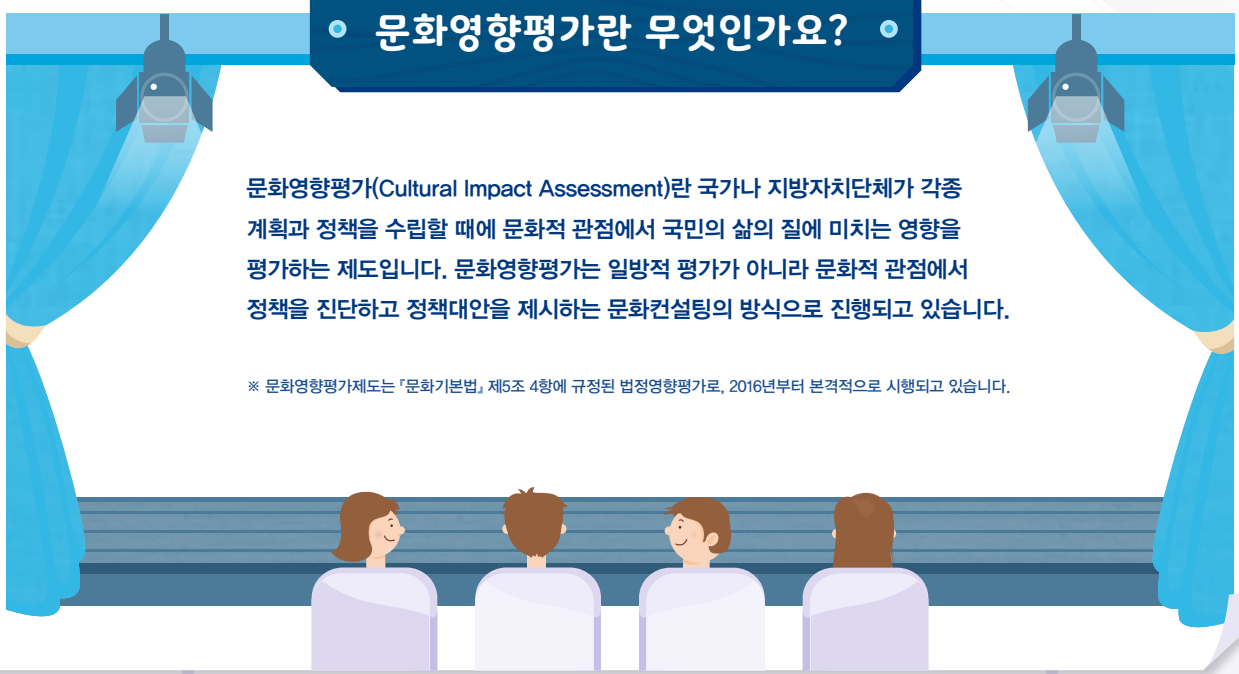 문화영향평가란 무엇인가요?
문화영향평가(Cultural Impact Assessment)란 국가나 지방자치단체가 각종
계획과 정책을 수립할 때에 문화적 관점에서 국민의 삶의 질에 미치는 영향을
평가하는 제도입니다. 문화영향평가는 일방적 평가가 아니라 문화적 관점에서
정책을 진단하고 정책대안을 제시하는 문화컨설팅의 방식으로 진행되고 있습니다.
※ 문화영향평가제도는 『문화기본법』 제5조 4항에 규정된 법정영향평가로, 2016년부터 본격적으로 시행되고 있습니다.